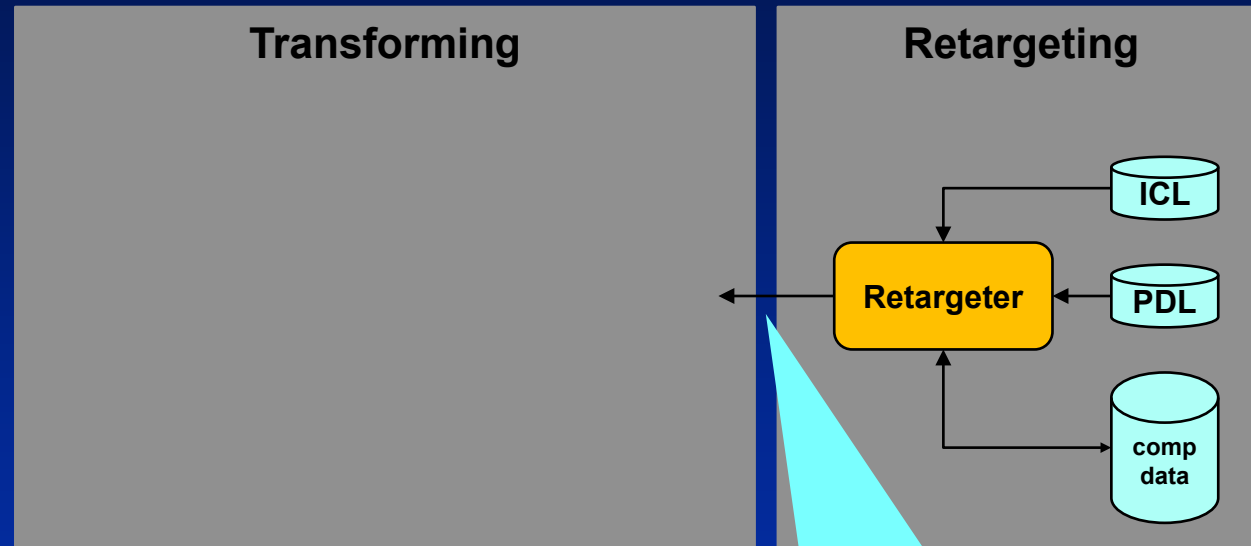 Transforming
Retargeting
ICL
Retargeter
PDL
comp
data